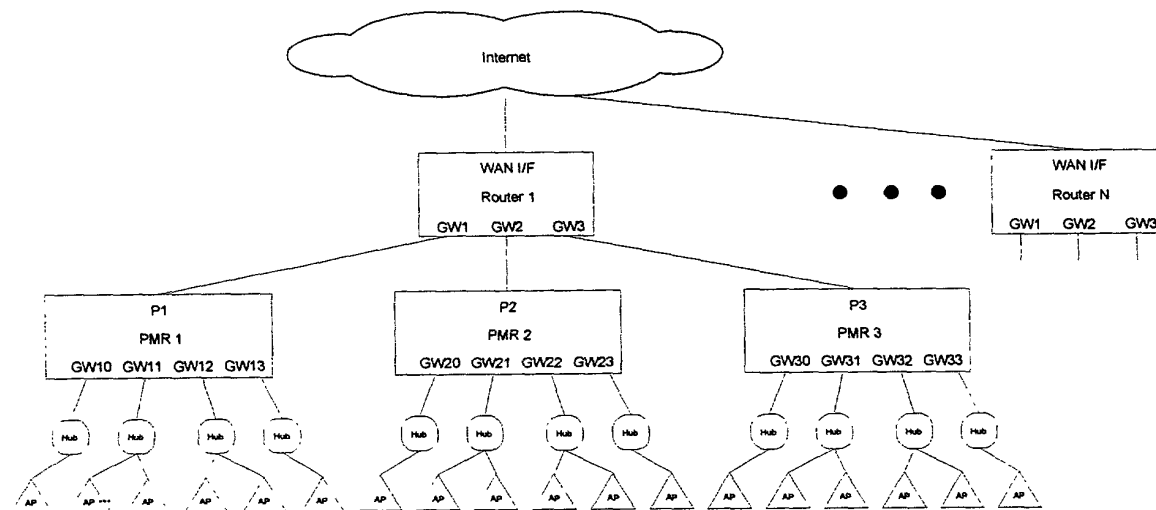 Internet
WAN I/F
Router 1
GW1 GW2 GW3
WAN I/F
Router N
GW1 GW2 GW3
P1
PMR 1
GW10 GW11 GW12 GW13
P2
PMR 2
GW20 GW21 GW22 GW23
P3
PMR 3
GW30 GW31 GW32 GW33
Hub Hub Hub Hub Hub Hub Hub Hub Hub Hub Hub Hub
AP AP *** AP AP AP AP AP AP AP AP AP AP AP AP AP AP AP AP